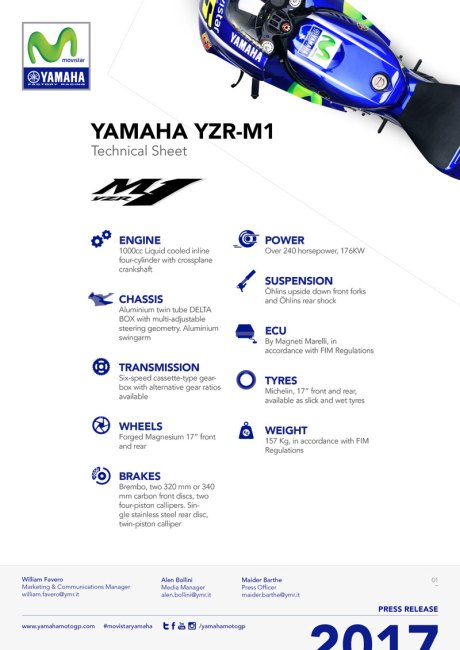 movistar
YAMAHA
FACTORY RACING
YAMAHA
movistar
YAMAHA YZR-M1
Technical Sheet
M1
YZR
ENGINE
1000cc Liquid cooled inline
four-cylinder with crossplane
crankshaft
CHASSIS
Aluminium twin tube DELTA
BOX with multi-adjustable
steering geometry. Aluminium
swingarm
TRANSMISSION
Six-speed cassette-type gear-
box with alternative gear ratios
available
WHEELS
Forged Magnesium 17” front
and rear
BRAKES
Brembo, two 320 mm or 340
mm carbon front discs, two
four-piston callipers. Sin-
gle stainless steel rear disc,
twin-piston calliper
POWER
Over 240 horsepower, 176KW
SUSPENSION
Öhlins upside down front forks
and Öhlins rear shock
ECU
By Magneti Marelli, in
accordance with FIM Regulations
TYRES
Michelin, 17” front and rear,
available as slick and wet tyres
WEIGHT
157 Kg, in accordance with FIM
Regulations
William Favero
Marketing & Communications Manager
william.favero@ymr.it
Alen Bollini
Media Manager
alen.bollini@ymr.it
Maider Barthe
Press Officer
maider.barthe@ymr.it
01
PRESS RELEASE
www.yamahamotogp.com #movistaryamaha /yamahamotogp
2017